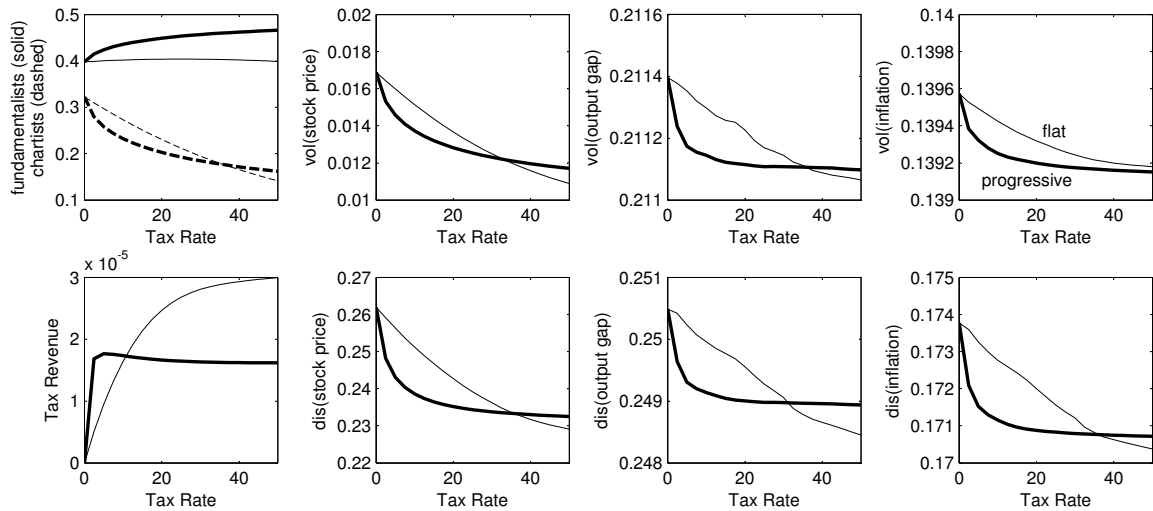 fundamentalists (solid)
chartists (dashed)
0.5
0.4
0.3
0.2
0.1
0 20 40
Tax Rate
vol(stock price)
0.02
0.018
0.016
0.014
0.012
0.01
0 20 40
Tax Rate
vol(output gap)
0.2116
0.2114
0.2112
0.211
0 20 40
Tax Rate
vol(inflation)
0.14
0.1398
0.1396
0.1394
0.1392
0.139
flat
progressive
0 20 40
Tax Rate
x 10-5
Tax Revenue
3
2
1
0
0 20 40
Tax Rate
dis(stock price)
0.27
0.26
0.25
0.24
0.23
0.22
0 20 40
Tax Rate
dis(output gap)
0.251
0.25
0.249
0.248
0 20 40
Tax Rate
dis(inflation)
0.175
0.174
0.173
0.172
0.171
0.17
0 20 40
Tax Rate